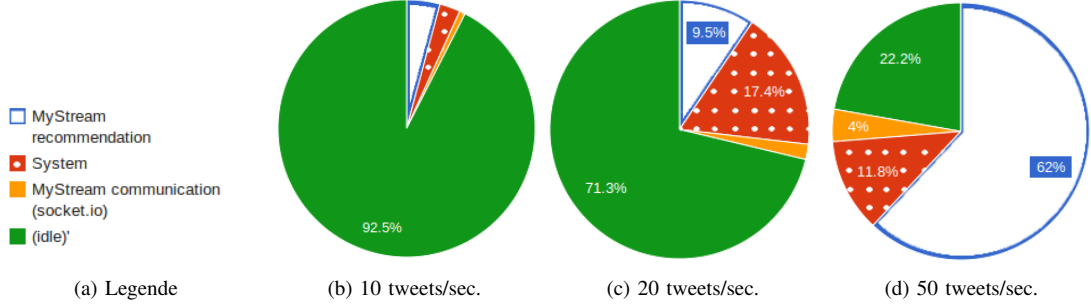 MyStream
recommendation
System
MyStream communication
(socket.io)
(idle)'
92.5%
9.5%
17.4%
71.3%
22.2%
4%
11.8%
62%
(a) Legende
(b) 10 tweets/sec.
(c) 20 tweets/sec.
(d) 50 tweets/sec.